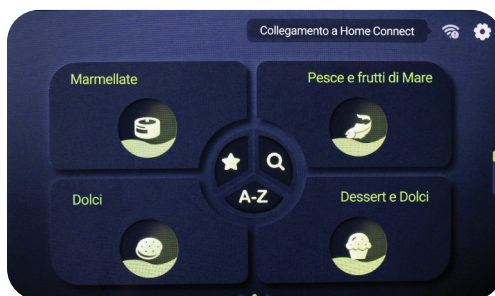 Collegamento a Home Connect
Marmellate
Pesce e frutti di Mare
A-Z
Dolci
Dessert e Dolci